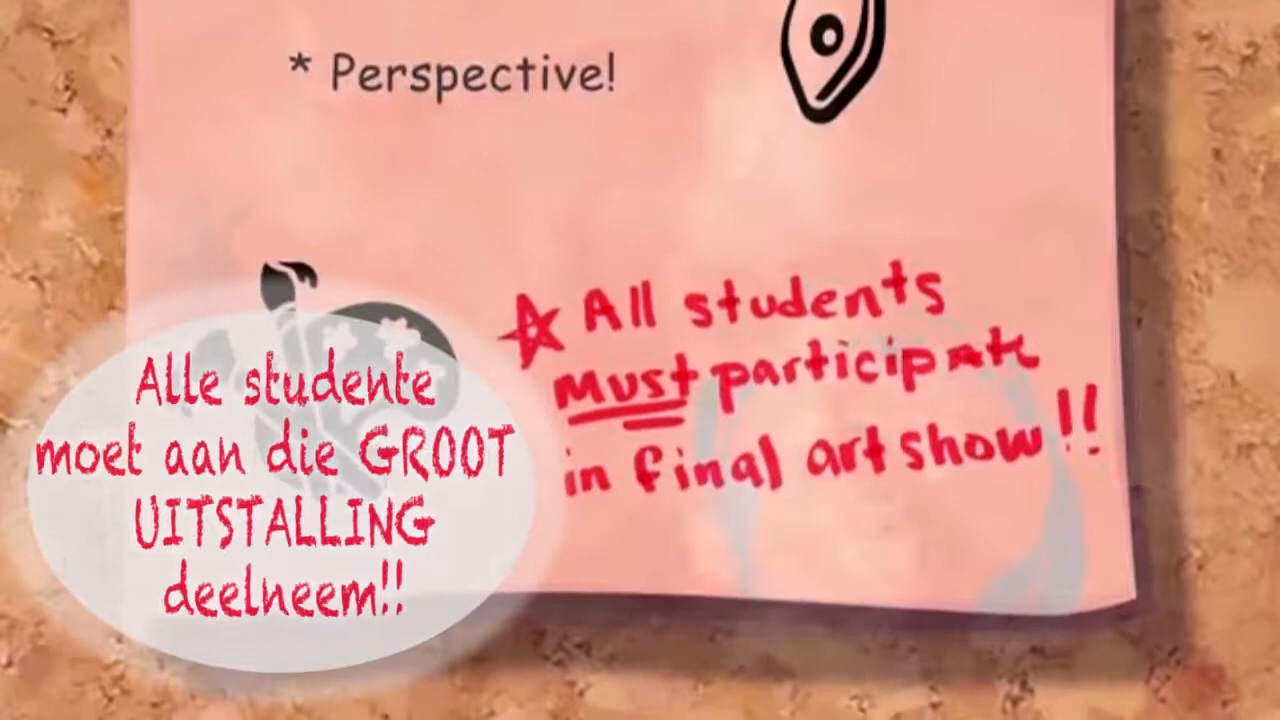 * Perspective!
☆ All students
must participate
in final art show!!
Alle studente
moet aan die GROOT
UITSTALLING
deelneem!!